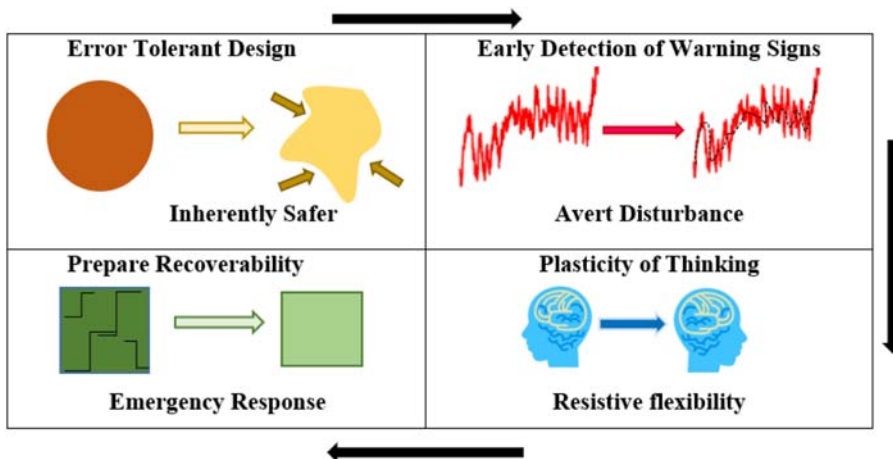 Error Tolerant Design
Inherently Safer
Early Detection of Warning Signs
Avert Disturbance
Prepare Recoverability
Emergency Response
Plasticity of Thinking
Resistive flexibility